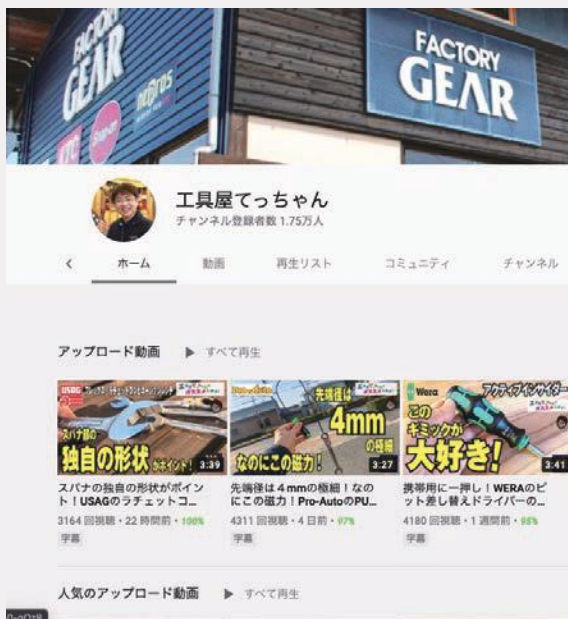 FACTORY
GEAR
FACTORY
GEAR
DEBROS
Snap-on
工具屋てっちゃん
チャンネル登録者数 1.75万人
ホーム 動画 再生リスト コミュニティ チャンネル
アップロード動画 ▶ すべて再生
USAG
スパナ部の
独自の形状がポイント！
3:39
先端径は
4mm
の極細
なのにこの磁力！
3:27
Wera アクティブインサイダー
この
ギミックが
大好き！
3:41
スパナの独自の形状がポイン
ト！USAGのラチェットコ...
3164 回視聴・22 時間前・100%
字幕
先端径は４mmの極細！なの
にこの磁力！Pro-AutoのPU...
4311 回視聴・4 日前・97%
字幕
携帯用に一押し！WERAのビ
ット差し替えドライバーの...
4180 回視聴・1 週間前・95%
字幕
人気のアップロード動画 ▶ すべて再生